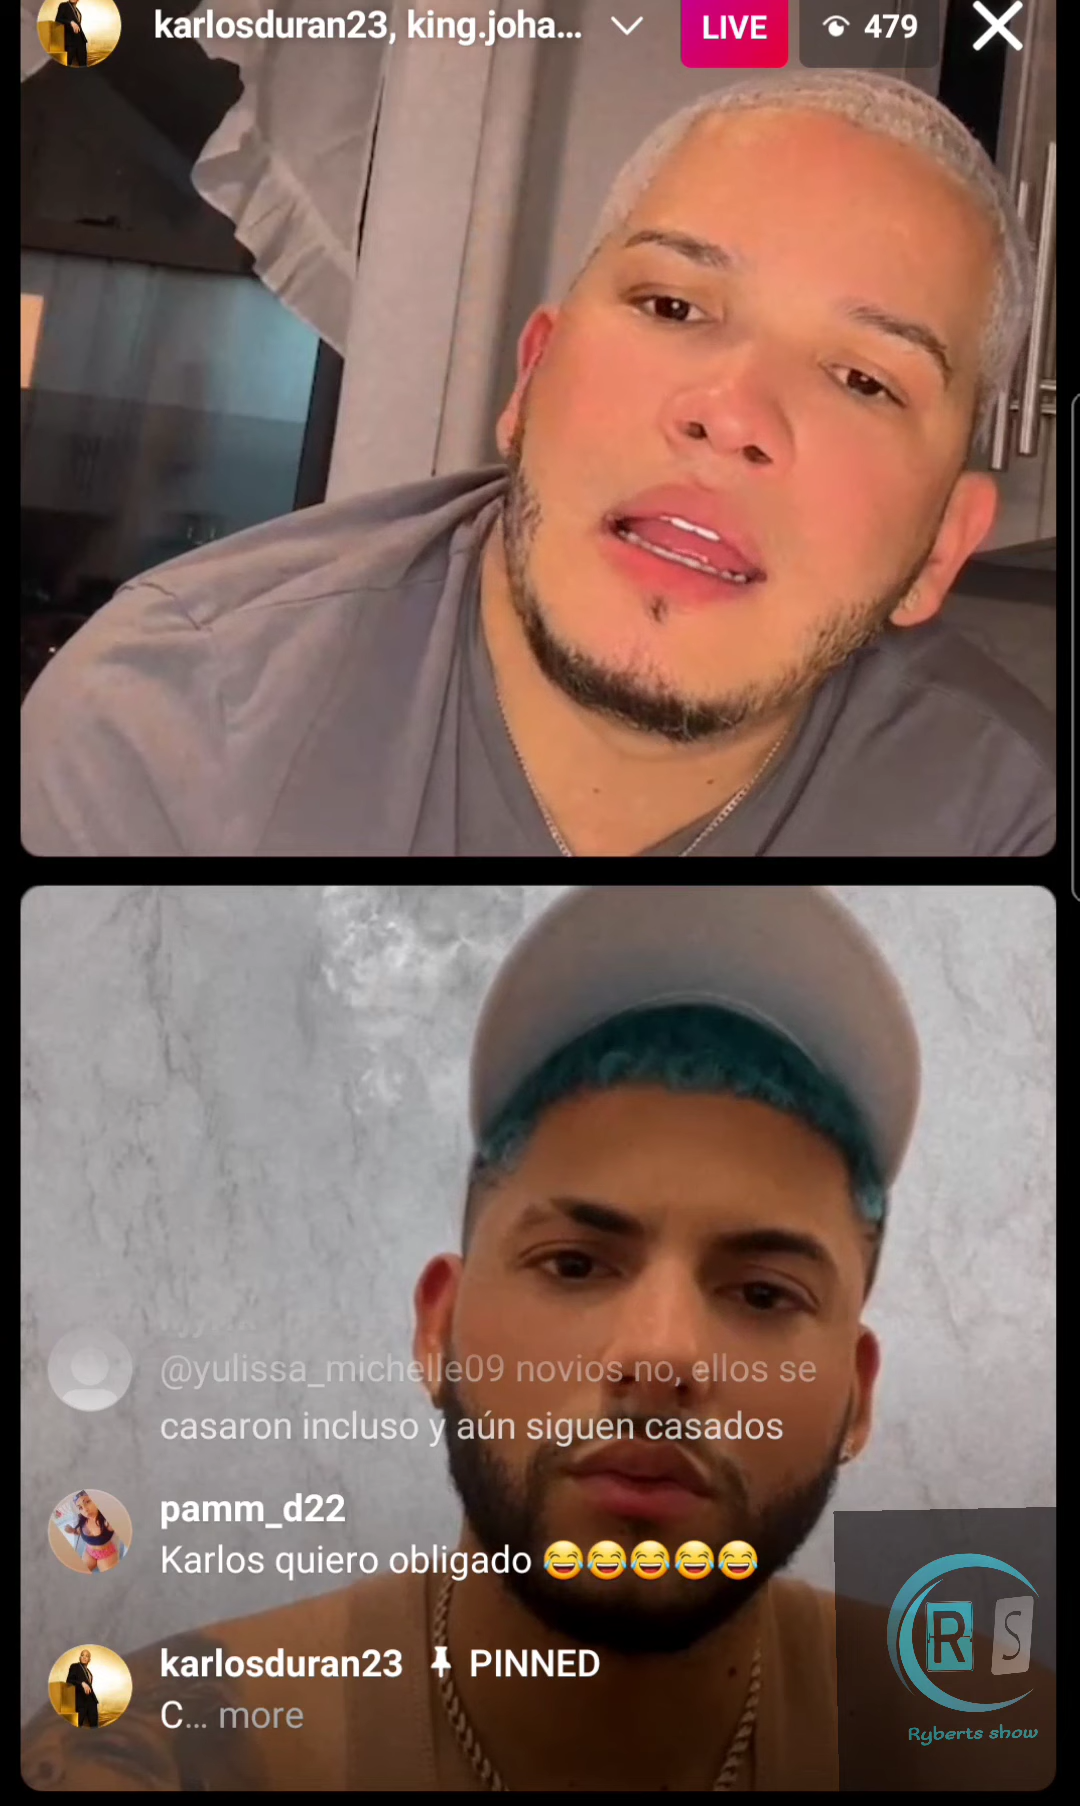 karlosduran23, king.joha...
LIVE
479
@yulissa_michelle09 novios no, ellos se
casaron incluso y aún siguen casados
pamm_d22
Karlos quiero obligado 😂😂😂😂😂
karlosduran23 PINNED
C... more
R S
Ryberts show